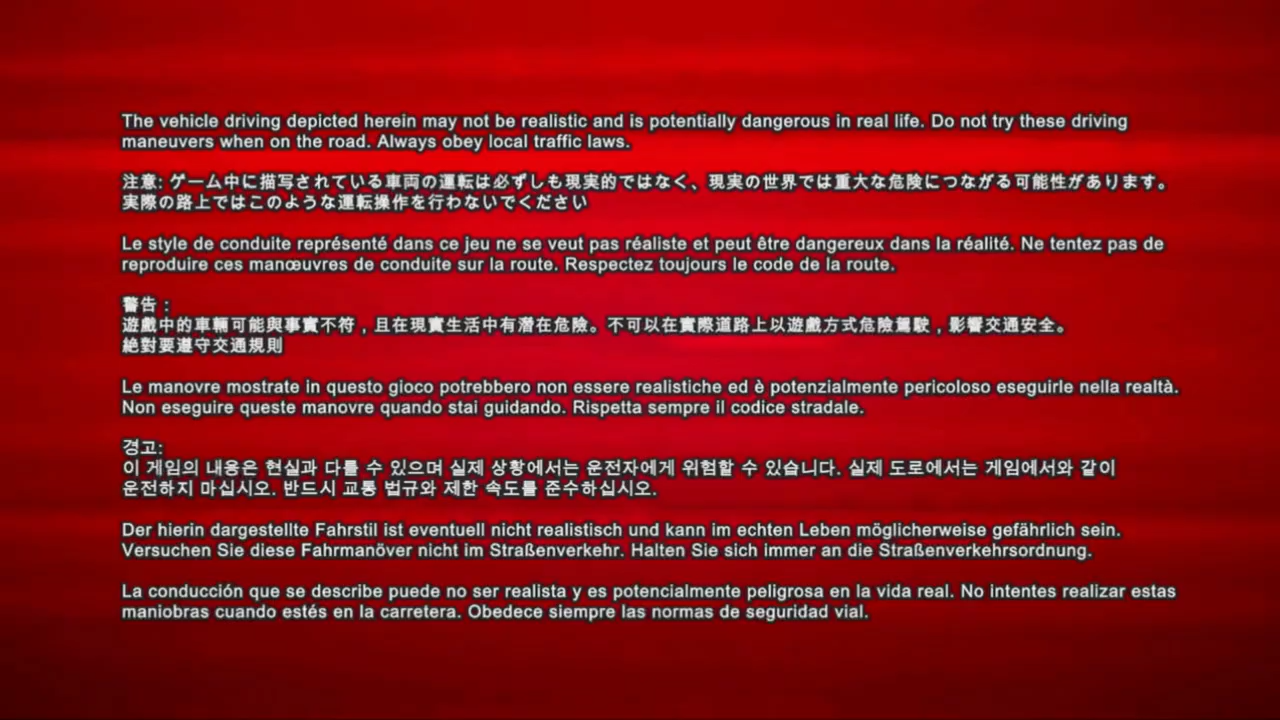 The vehicle driving depicted herein may not be realistic and is potentially dangerous in real life. Do not try these driving
maneuvers when on the road. Always obey local traffic laws.
注意: ゲーム中に描写されている車両の運転は必ずしも現実的ではなく、現実の世界では重大な危険につながる可能性があります。
実際の路上ではこのような運転操作を行わないでください
Le style de conduite représenté dans ce jeu ne se veut pas réaliste et peut être dangereux dans la réalité. Ne tentez pas de
reproduire ces manœuvres de conduite sur la route. Respectez toujours le code de la route.
警告：
遊戲中的車輛可能與事實不符，且在現實生活中有潛在危險。不可以在實際道路上以遊戲方式危險駕駛，影響交通安全。
絕對要遵守交通規則
Le manovre mostrate in questo gioco potrebbero non essere realistiche ed è potenzialmente pericoloso eseguirle nella realtà.
Non eseguire queste manovre quando stai guidando. Rispetta sempre il codice stradale.
경고:
이 게임의 내용은 현실과 다를 수 있으며 실제 상황에서는 운전자에게 위험할 수 있습니다. 실제 도로에서는 게임에서와 같이
운전하지 마십시오. 반드시 교통 법규와 제한 속도를 준수하십시오.
Der hierin dargestellte Fahrstil ist eventuell nicht realistisch und kann im echten Leben möglicherweise gefährlich sein.
Versuchen Sie diese Fahrmanöver nicht im Straßenverkehr. Halten Sie sich immer an die Straßenverkehrsordnung.
La conducción que se describe puede no ser realista y es potencialmente peligrosa en la vida real. No intentes realizar estas
maniobras cuando estés en la carretera. Obedece siempre las normas de seguridad vial.